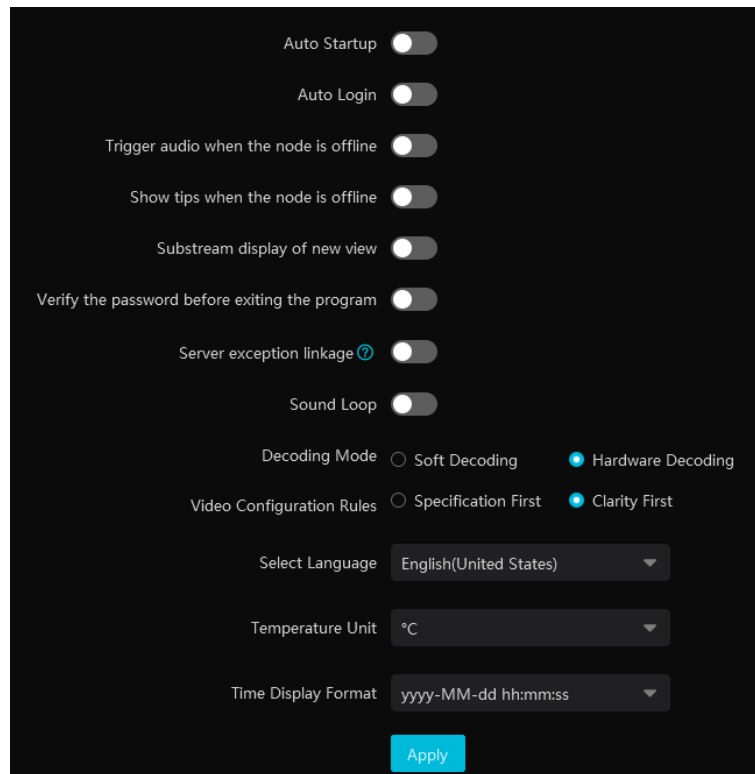 Auto Startup
Auto Login
Trigger audio when the node is offline
Show tips when the node is offline
Substream display of new view
Verify the password before exiting the program
Server exception linkage ?
Sound Loop
Decoding Mode Soft Decoding Hardware Decoding
Video Configuration Rules Specification First Clarity First
Select Language English(United States)
Temperature Unit °C
Time Display Format yyyy-MM-dd hh:mm:ss
Apply